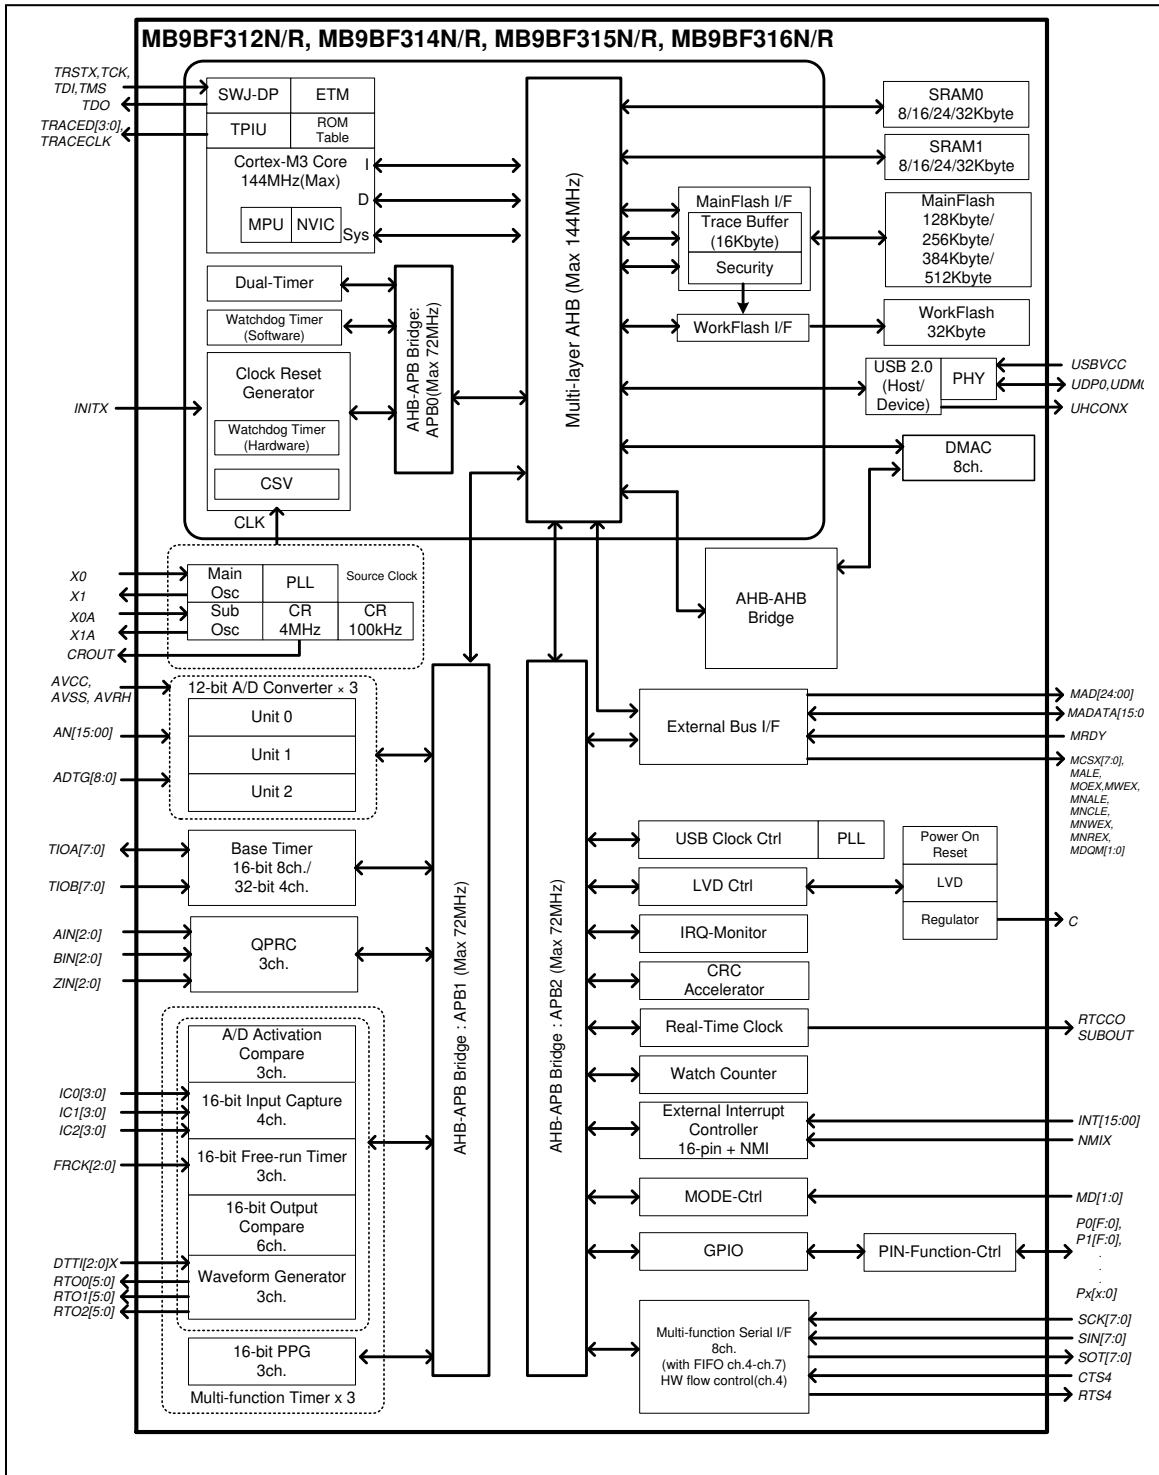 MB9BF312N/R, MB9BF314N/R, MB9BF315N/R, MB9BF316N/R
TRSTX,TCK,
TDI,TMS
TDO
TRACED[3:0],
TRACECLK
SWJ-DP
ETM
TPIU
ROM
Table
Cortex-M3 Core
144MHz(Max)
I
D
Sys
MPU
NVIC
Dual-Timer
Watchdog Timer
(Software)
Clock Reset
Generator
Watchdog Timer
(Hardware)
CSV
CLK
INITX
AHB-APB Bridge:
APB0(Max 72MHz)
Multi-layer AHB (Max 144MHz)
MainFlash I/F
Trace Buffer
(16Kbyte)
Security
WorkFlash I/F
SRAM0
8/16/24/32Kbyte
SRAM1
8/16/24/32Kbyte
MainFlash
128Kbyte/
256Kbyte/
384Kbyte/
512Kbyte
WorkFlash
32Kbyte
USB 2.0
(Host/
Device)
PHY
USBVCC
UDP0,UDM0
UHCONX
DMAC
8ch.
AHB-AHB
Bridge
X0
X1
X0A
X1A
CROUT
Main
Osc
PLL
Source Clock
Sub
Osc
CR
4MHz
CR
100kHz
AVCC,
AVSS, AVRH
AN[15:00]
ADTG[8:0]
12-bit A/D Converter × 3
Unit 0
Unit 1
Unit 2
TIOA[7:0]
TIOB[7:0]
Base Timer
16-bit 8ch./
32-bit 4ch.
AIN[2:0]
BIN[2:0]
ZIN[2:0]
QPRC
3ch.
A/D Activation
Compare
3ch.
IC0[3:0]
IC1[3:0]
IC2[3:0]
16-bit Input Capture
4ch.
FRCK[2:0]
16-bit Free-run Timer
3ch.
16-bit Output
Compare
6ch.
DTTI[2:0]X
RTO0[5:0]
RTO1[5:0]
RTO2[5:0]
Waveform Generator
3ch.
16-bit PPG
3ch.
Multi-function Timer x 3
AHB-APB Bridge : APB1 (Max 72MHz)
AHB-APB Bridge : APB2 (Max 72MHz)
External Bus I/F
MAD[24:00]
MADATA[15:0
MRDY
MCSX[7:0],
MALE,
MOEX,MWEX,
MNALE,
MNCLE,
MNWEX,
MNREX,
MDQM[1:0]
USB Clock Ctrl
PLL
LVD Ctrl
Power On
Reset
LVD
Regulator
C
IRQ-Monitor
CRC
Accelerator
Real-Time Clock
RTCCO
SUBOUT
Watch Counter
External Interrupt
Controller
16-pin + NMI
INT[15:00]
NMIX
MODE-Ctrl
MD[1:0]
GPIO
PIN-Function-Ctrl
P0[F:0],
P1[F:0],
.
.
.
Px[x:0]
Multi-function Serial I/F
8ch.
(with FIFO ch.4-ch.7)
HW flow control(ch.4)
SCK[7:0]
SIN[7:0]
SOT[7:0]
CTS4
RTS4